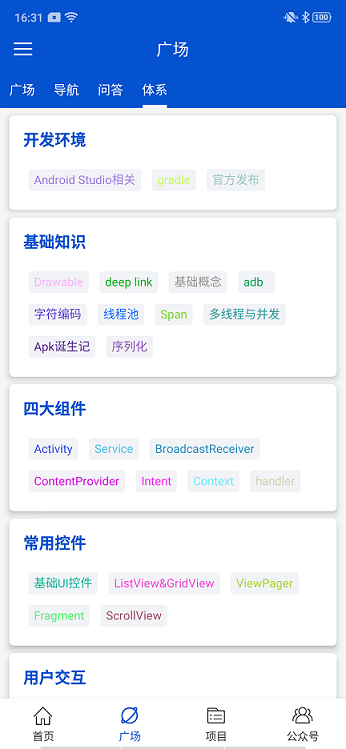 16:31 100
广场
广场 导航 问答 体系
开发环境
Android Studio相关 gradle 官方发布
基础知识
Drawable deep link 基础概念 adb
字符编码 线程池 Span 多线程与并发
Apk诞生记 序列化
四大组件
Activity Service BroadcastReceiver
ContentProvider Intent Context handler
常用控件
基础UI控件 ListView&GridView ViewPager
Fragment ScrollView
用户交互
首页 广场 项目 公众号